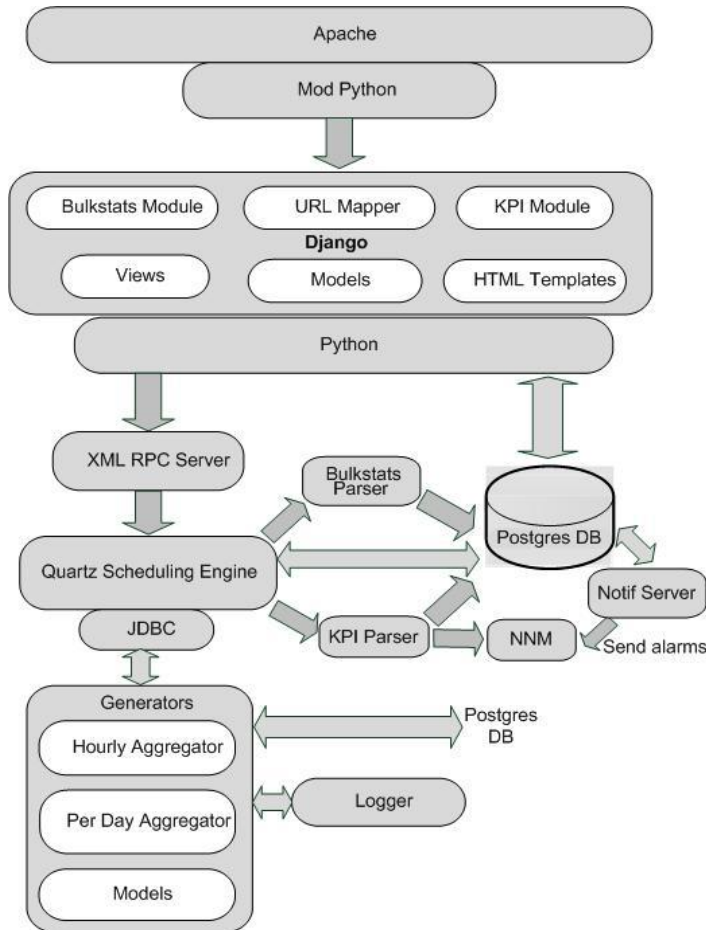 Apache
Mod Python
Bulkstats Module
URL Mapper
KPI Module
Django
Views
Models
HTML Templates
Python
XML RPC Server
Bulkstats
Parser
Postgres DB
Quartz Scheduling Engine
Notif Server
JDBC
KPI Parser
NNM
Send alarms
Generators
Postgres
DB
Hourly Aggregator
Logger
Per Day Aggregator
Models